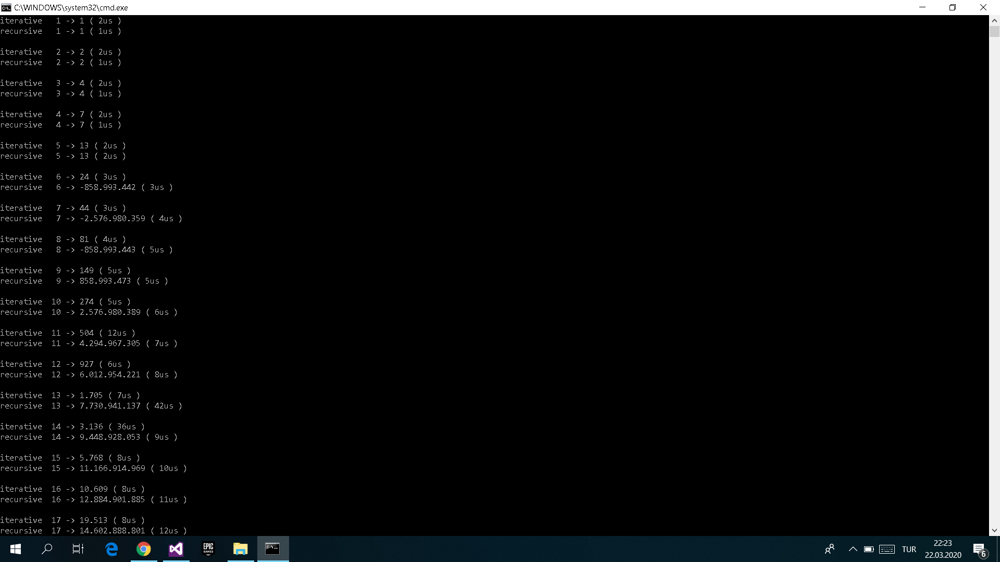 C:\WINDOWS\system32\cmd.exe
iterative   1 -> 1 ( 2us )
recursive   1 -> 1 ( 1us )

iterative   2 -> 2 ( 2us )
recursive   2 -> 2 ( 1us )

iterative   3 -> 4 ( 2us )
recursive   3 -> 4 ( 1us )

iterative   4 -> 7 ( 2us )
recursive   4 -> 7 ( 1us )

iterative   5 -> 13 ( 2us )
recursive   5 -> 13 ( 2us )

iterative   6 -> 24 ( 3us )
recursive   6 -> -858.993.442 ( 3us )

iterative   7 -> 44 ( 3us )
recursive   7 -> -2.576.980.359 ( 4us )

iterative   8 -> 81 ( 4us )
recursive   8 -> -858.993.443 ( 5us )

iterative   9 -> 149 ( 5us )
recursive   9 -> 858.993.473 ( 5us )

iterative  10 -> 274 ( 5us )
recursive  10 -> 2.576.980.389 ( 6us )

iterative  11 -> 504 ( 12us )
recursive  11 -> 4.294.967.305 ( 7us )

iterative  12 -> 927 ( 6us )
recursive  12 -> 6.012.954.221 ( 8us )

iterative  13 -> 1.705 ( 7us )
recursive  13 -> 7.730.941.137 ( 42us )

iterative  14 -> 3.136 ( 36us )
recursive  14 -> 9.448.928.053 ( 9us )

iterative  15 -> 5.768 ( 8us )
recursive  15 -> 11.166.914.969 ( 10us )

iterative  16 -> 10.609 ( 8us )
recursive  16 -> 12.884.901.885 ( 11us )

iterative  17 -> 19.513 ( 8us )
recursive  17 -> 14.602.888.801 ( 12us )
EPIC
GAMES
TUR
22:23
22.03.2020
6